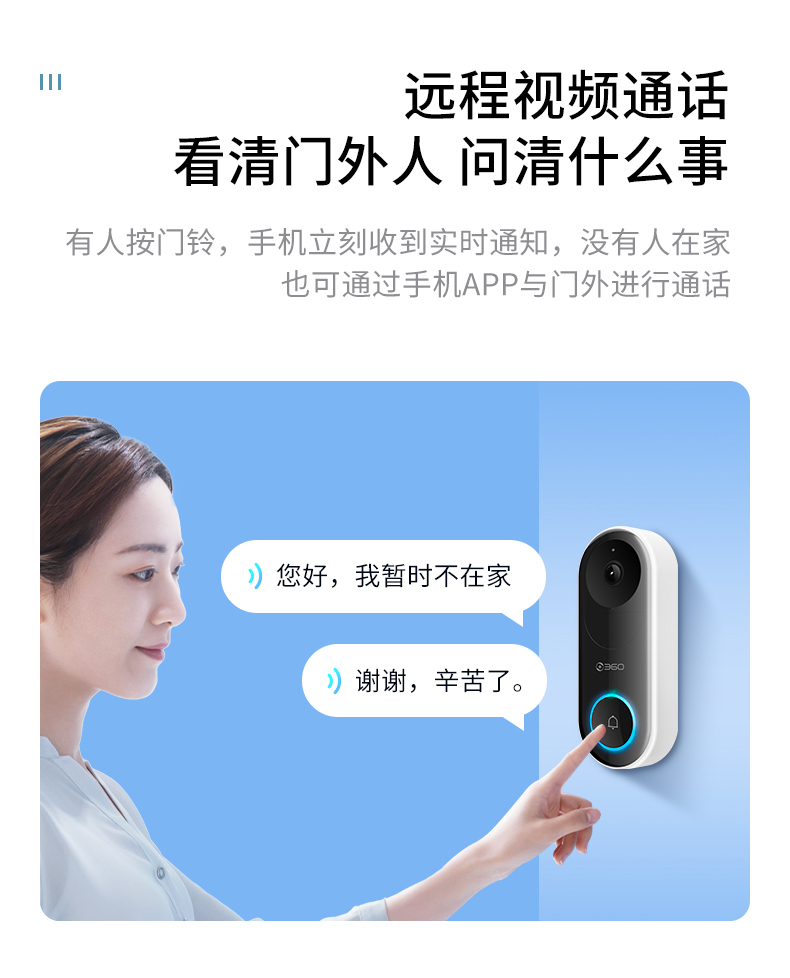 远程视频通话
看清门外人 问清什么事
有人按门铃，手机立刻收到实时通知，没有人在家
也可通过手机APP与门外进行通话
您好，我暂时不在家
360
谢谢，辛苦了。